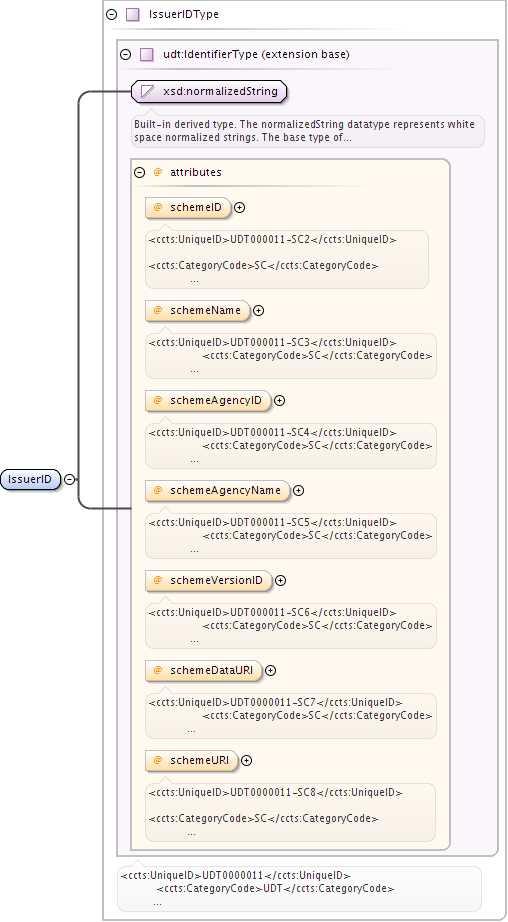 IssuerIDType
udt:IdentifierType (extension base)
xsd:normalizedString
Built-in derived type. The normalizedString datatype represents white
space normalized strings. The base type of...
@ attributes
@ schemeID
<ccts:UniqueID>UDT000011-SC2</ccts:UniqueID>
<ccts:CategoryCode>SC</ccts:CategoryCode>
...
@ schemeName
<ccts:UniqueID>UDT000011-SC3</ccts:UniqueID>
<ccts:CategoryCode>SC</ccts:CategoryCode>
...
@ schemeAgencyID
<ccts:UniqueID>UDT000011-SC4</ccts:UniqueID>
<ccts:CategoryCode>SC</ccts:CategoryCode>
...
@ schemeAgencyName
<ccts:UniqueID>UDT000011-SC5</ccts:UniqueID>
<ccts:CategoryCode>SC</ccts:CategoryCode>
...
IssuerID
@ schemeVersionID
<ccts:UniqueID>UDT000011-SC6</ccts:UniqueID>
<ccts:CategoryCode>SC</ccts:CategoryCode>
...
@ schemeDataURI
<ccts:UniqueID>UDT0000011-SC7</ccts:UniqueID>
<ccts:CategoryCode>SC</ccts:CategoryCode>
...
@ schemeURI
<ccts:UniqueID>UDT0000011-SC8</ccts:UniqueID>
<ccts:CategoryCode>SC</ccts:CategoryCode>
...
<ccts:UniqueID>UDT0000011</ccts:UniqueID>
<ccts:CategoryCode>UDT</ccts:CategoryCode>
...